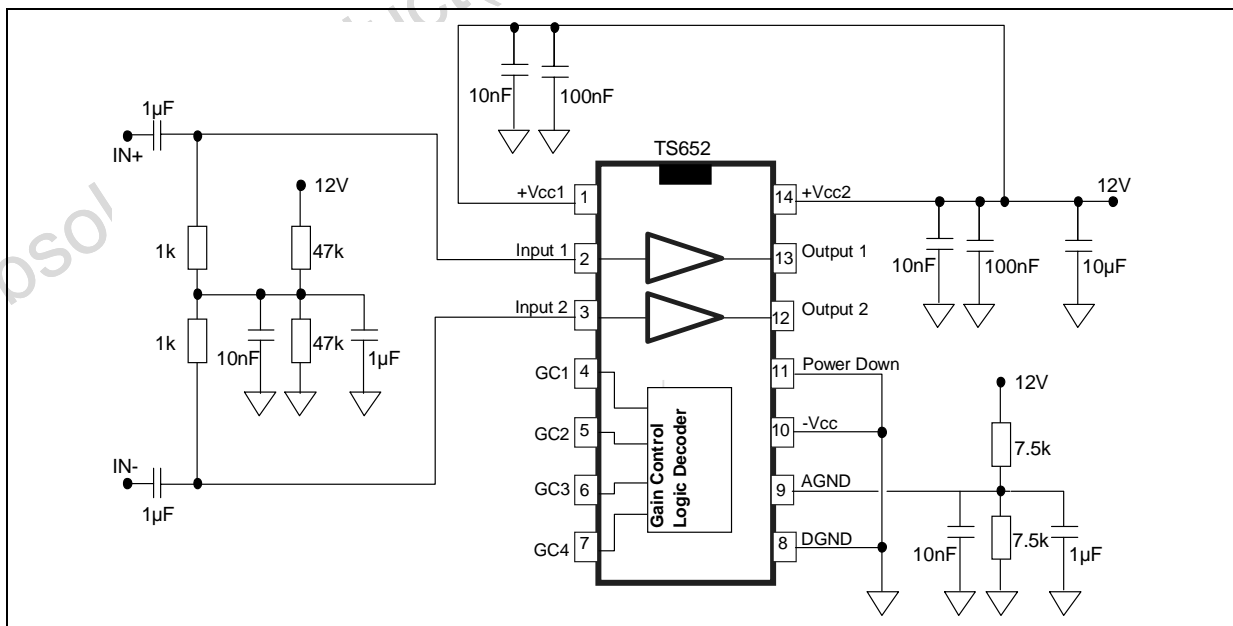 1µF
IN+
10nF
100nF
TS652
12V
+Vcc1
1
14
+Vcc2
12V
1k
47k
Input 1
2
13
Output 1
10nF
100nF
10µF
Input 2
3
12
Output 2
1k
10nF
47k
1µF
GC1
4
11
Power Down
12V
GC2
5
10
-Vcc
7.5k
IN-
1µF
GC3
6
9
AGND
Gain Control
Logic Decoder
GC4
7
8
DGND
10nF
7.5k
1µF